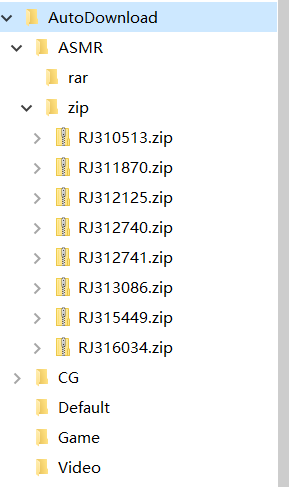 AutoDownload
ASMR
rar
zip
RJ310513.zip
RJ311870.zip
RJ312125.zip
RJ312740.zip
RJ312741.zip
RJ313086.zip
RJ315449.zip
RJ316034.zip
CG
Default
Game
Video